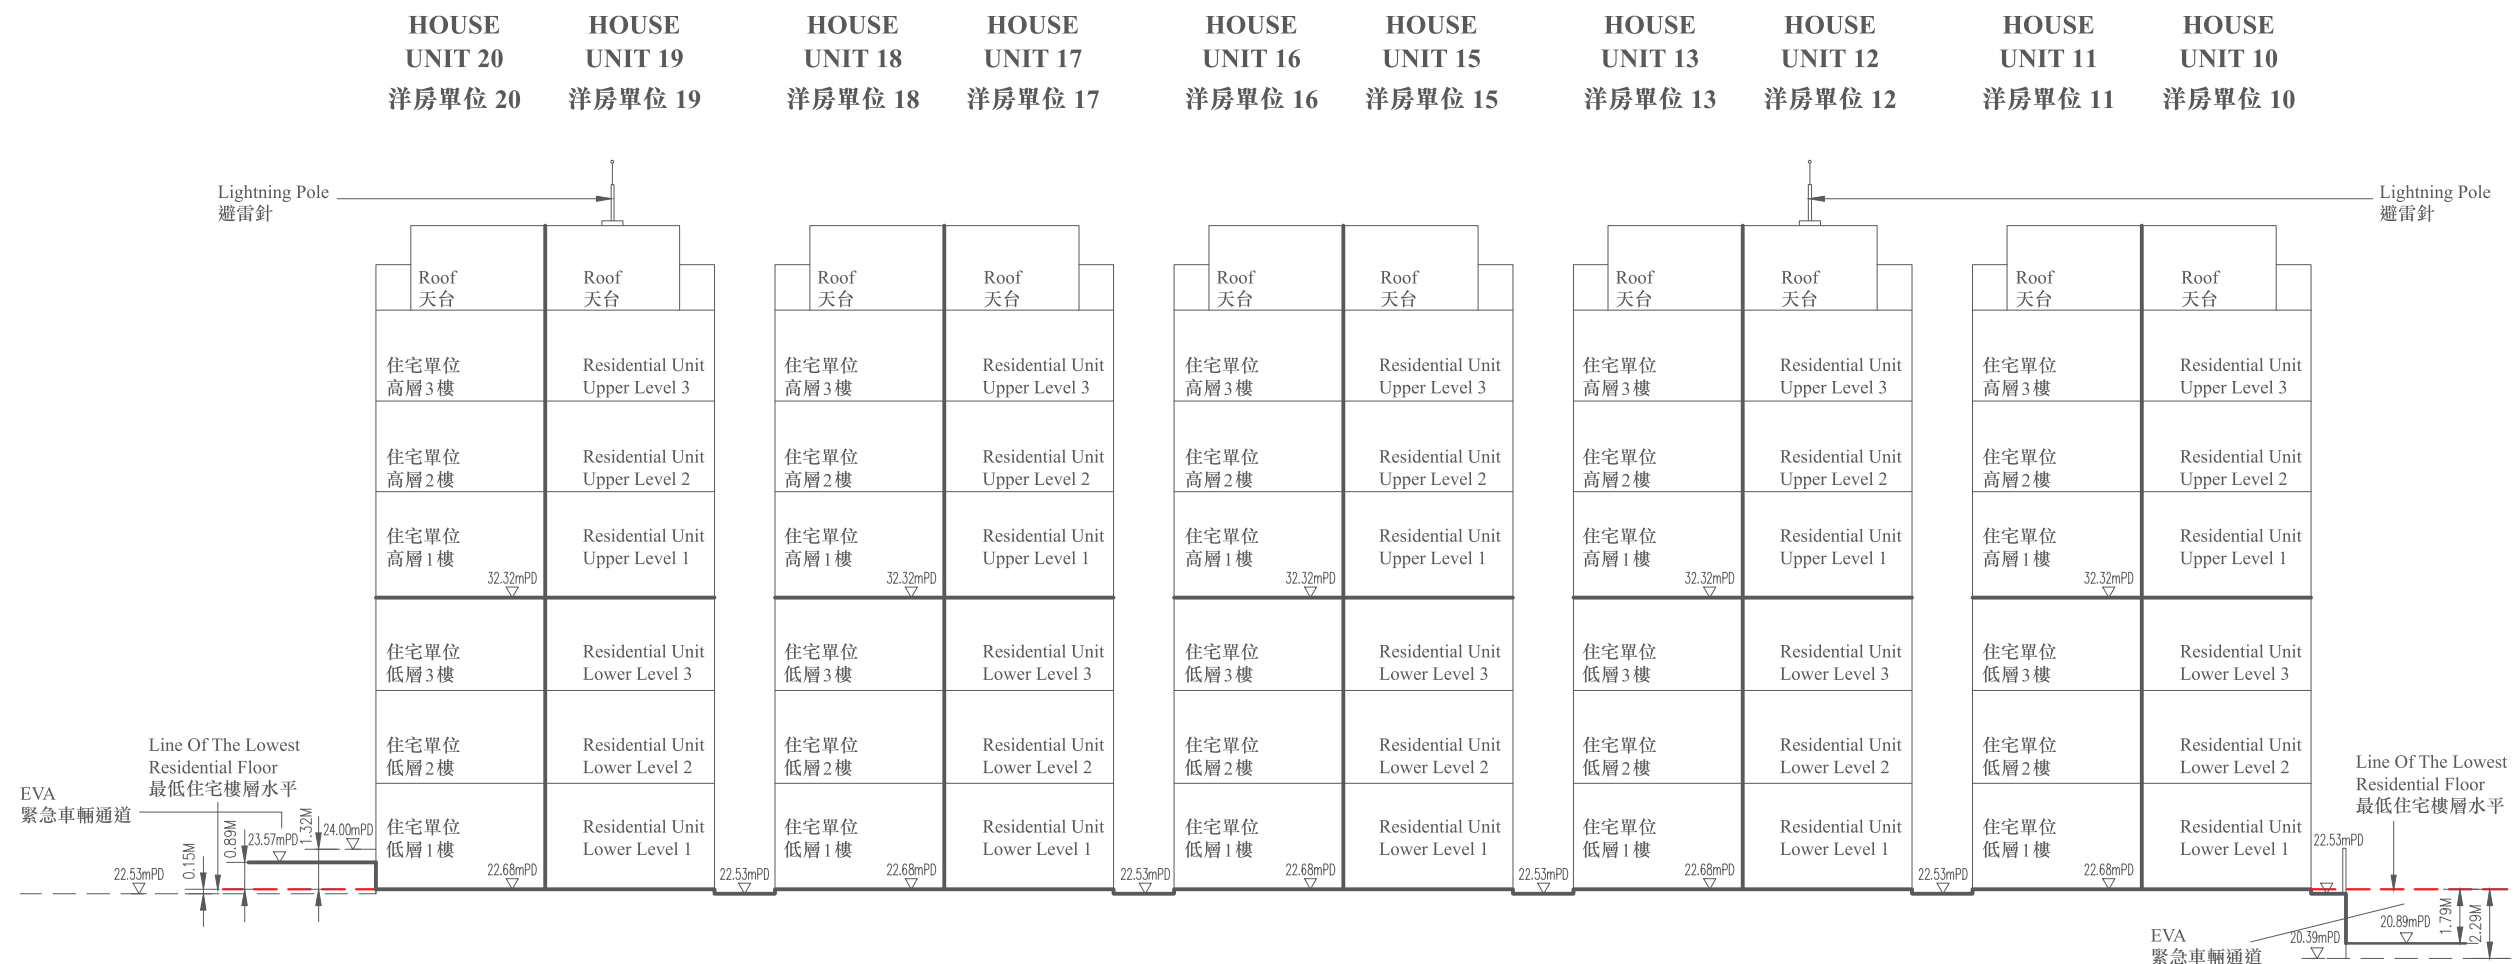 HOUSE
UNIT 20
洋房單位 20
HOUSE
UNIT 19
洋房單位 19
HOUSE
UNIT 18
洋房單位 18
HOUSE
UNIT 17
洋房單位 17
HOUSE
UNIT 16
洋房單位 16
HOUSE
UNIT 15
洋房單位 15
HOUSE
UNIT 13
洋房單位 13
HOUSE
UNIT 12
洋房單位 12
HOUSE
UNIT 11
洋房單位 11
HOUSE
UNIT 10
洋房單位 10
Lightning Pole
避雷針
Lightning Pole
避雷針
Roof
天台
Roof
天台
Roof
天台
Roof
天台
Roof
天台
Roof
天台
Roof
天台
Roof
天台
Roof
天台
Roof
天台
住宅單位
高層3樓
Residential Unit
Upper Level 3
住宅單位
高層3樓
Residential Unit
Upper Level 3
住宅單位
高層3樓
Residential Unit
Upper Level 3
住宅單位
高層3樓
Residential Unit
Upper Level 3
住宅單位
高層3樓
Residential Unit
Upper Level 3
住宅單位
高層2樓
Residential Unit
Upper Level 2
住宅單位
高層2樓
Residential Unit
Upper Level 2
住宅單位
高層2樓
Residential Unit
Upper Level 2
住宅單位
高層2樓
Residential Unit
Upper Level 2
住宅單位
高層2樓
Residential Unit
Upper Level 2
住宅單位
高層1樓
Residential Unit
Upper Level 1
住宅單位
高層1樓
Residential Unit
Upper Level 1
住宅單位
高層1樓
Residential Unit
Upper Level 1
住宅單位
高層1樓
Residential Unit
Upper Level 1
住宅單位
高層1樓
Residential Unit
Upper Level 1
32.32mPD
32.32mPD
32.32mPD
32.32mPD
32.32mPD
住宅單位
低層3樓
Residential Unit
Lower Level 3
住宅單位
低層3樓
Residential Unit
Lower Level 3
住宅單位
低層3樓
Residential Unit
Lower Level 3
住宅單位
低層3樓
Residential Unit
Lower Level 3
住宅單位
低層3樓
Residential Unit
Lower Level 3
住宅單位
低層2樓
Residential Unit
Lower Level 2
住宅單位
低層2樓
Residential Unit
Lower Level 2
住宅單位
低層2樓
Residential Unit
Lower Level 2
住宅單位
低層2樓
Residential Unit
Lower Level 2
住宅單位
低層2樓
Residential Unit
Lower Level 2
Line Of The Lowest
Residential Floor
最低住宅樓層水平
Line Of The Lowest
Residential Floor
最低住宅樓層水平
EVA
緊急車輛通道
住宅單位
低層1樓
Residential Unit
Lower Level 1
住宅單位
低層1樓
Residential Unit
Lower Level 1
住宅單位
低層1樓
Residential Unit
Lower Level 1
住宅單位
低層1樓
Residential Unit
Lower Level 1
住宅單位
低層1樓
Residential Unit
Lower Level 1
22.53mPD
0.15M
0.89M
23.57mPD
1.32M
24.00mPD
22.68mPD
22.53mPD
22.68mPD
22.53mPD
22.68mPD
22.53mPD
22.68mPD
22.53mPD
22.68mPD
22.53mPD
20.39mPD
20.89mPD
1.79M
2.29M
EVA
緊急車輛通道